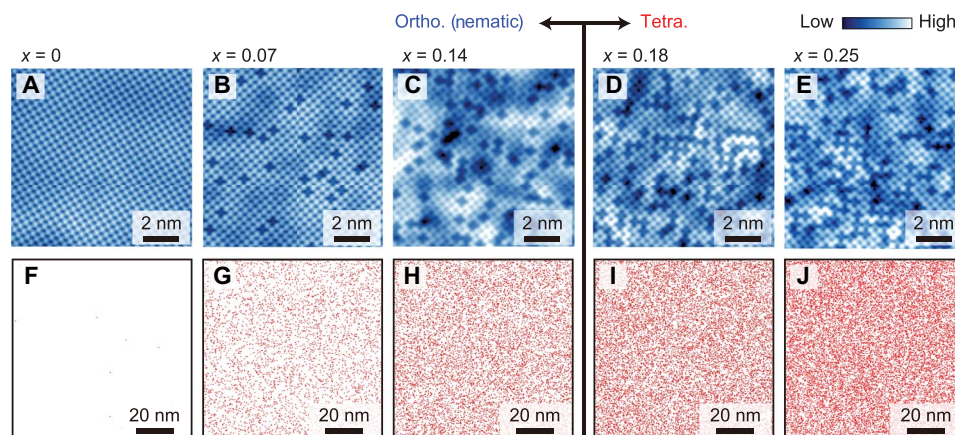 Ortho. (nematic) Tetra. Low High
x = 0 x = 0.07 x = 0.14 x = 0.18 x = 0.25
A B C D E
2 nm 2 nm 2 nm 2 nm 2 nm
F G H I J
20 nm 20 nm 20 nm 20 nm 20 nm